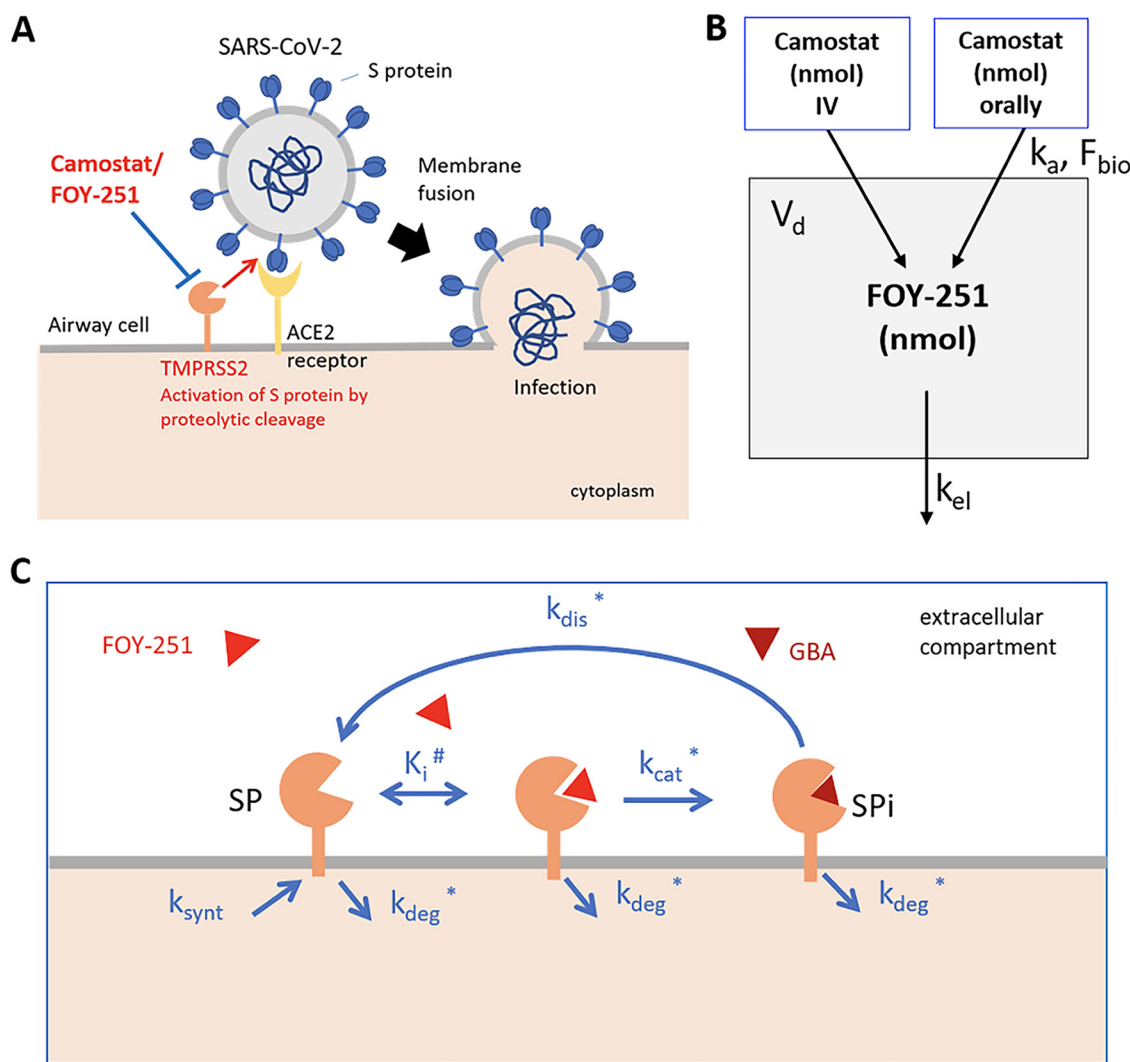 A
SARS-CoV-2
S protein
Camostat/
FOY-251
Membrane
fusion
Airway cell
ACE2
receptor
TMPRSS2
Activation of S protein by
proteolytic cleavage
Infection
cytoplasm
B
Camostat
(nmol)
IV
Camostat
(nmol)
orally
ka, Fbio
Vd
FOY-251
(nmol)
kel
C
kdis*
extracellular
compartment
FOY-251
GBA
Ki#
kcat*
SP
SPi
ksynt
kdeg*
kdeg*
kdeg*